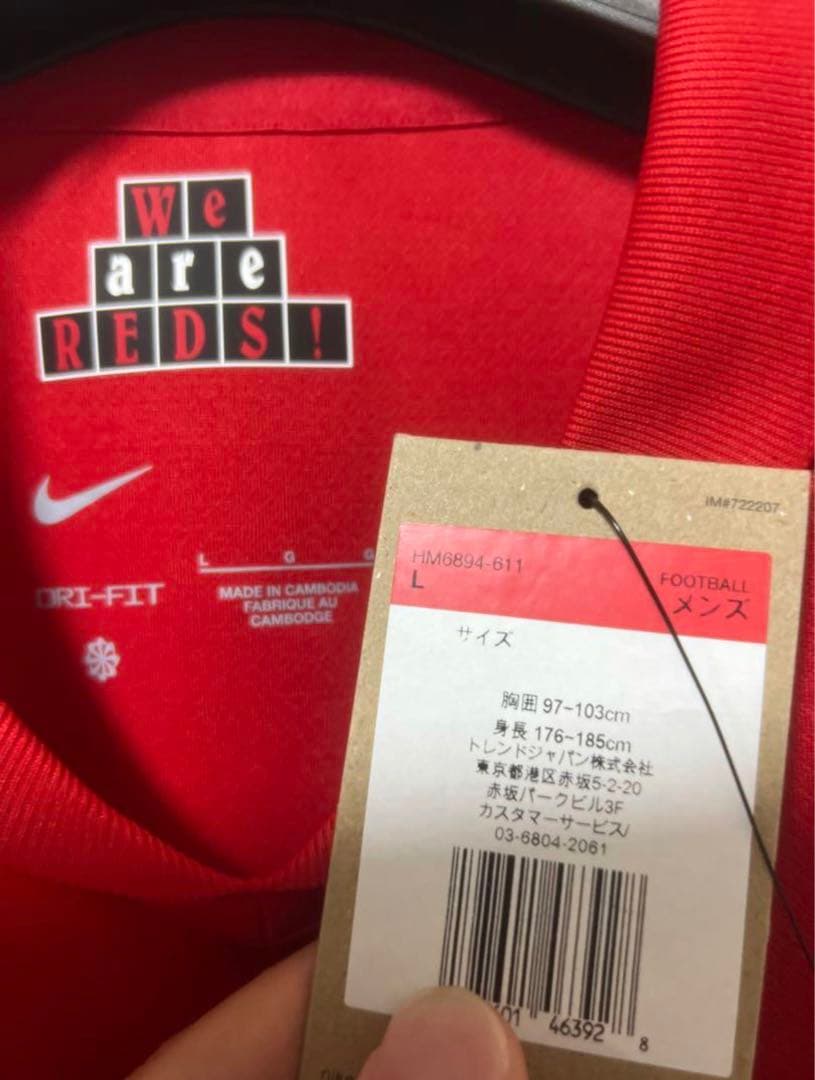 We
are
REDS!
L G G
DRI-FIT
MADE IN CAMBODIA
FABRIQUE AU
CAMBODGE
IM#722207
HM6894-611
L
FOOTBALL
メンズ
サイズ
胸囲 97-103cm
身長 176-185cm
トレンドジャパン株式会社
東京都港区赤坂5-2-20
赤坂パークビル3F
カスタマーサービス/
03-6804-2061
01 46392 8